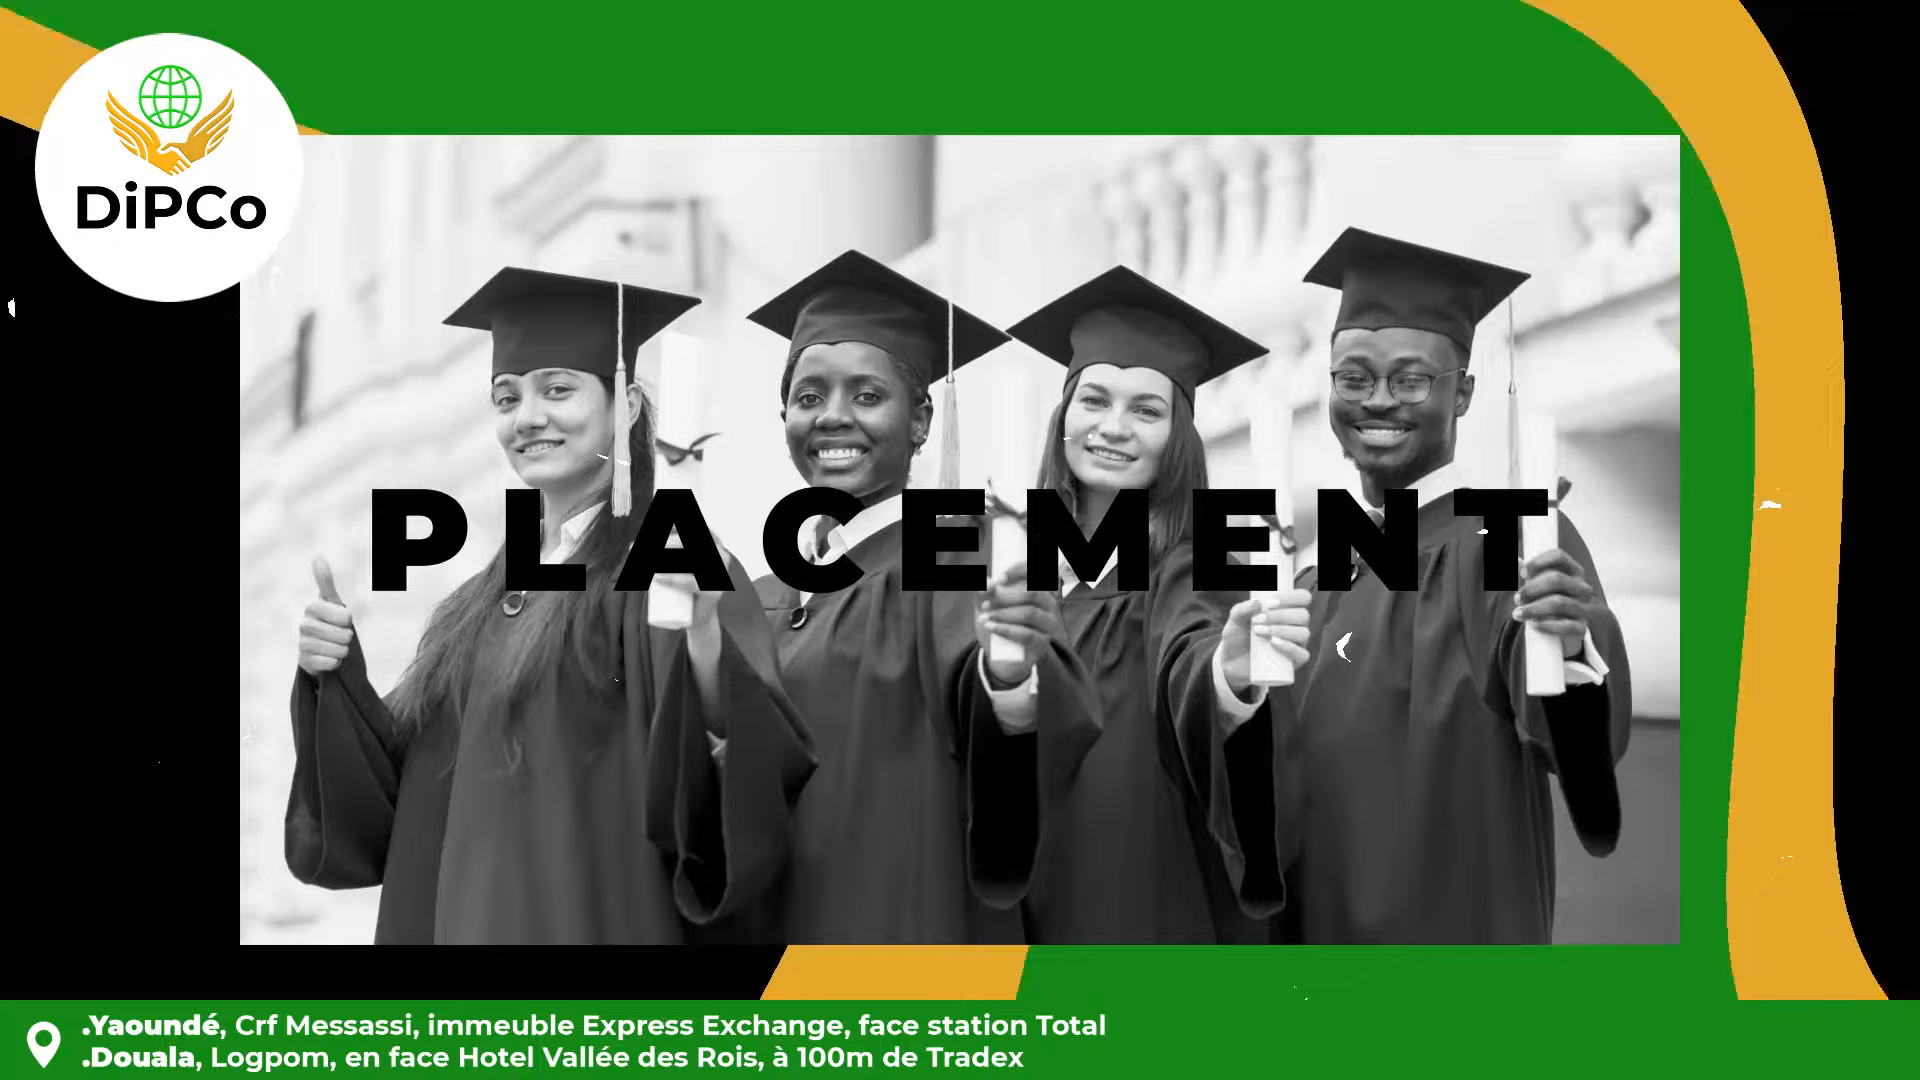 DiPCo
PLACEMENT
.Yaoundé, Crf Messassi, immeuble Express Exchange, face station Total
.Douala, Logpom, en face Hotel Vallée des Rois, à 100m de Tradex